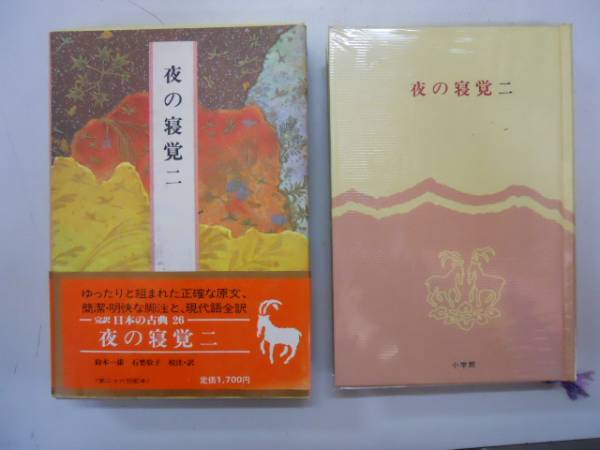 夜の寝覚 二
ゆったりと組まれた正確な原文、
簡潔・明快な脚注と、現代語全訳
完訳 日本の古典 26
夜の寝覚 二
鈴木一雄 石埜敬子 校注・訳
定価1,700円
夜の寝覚 二
小学館